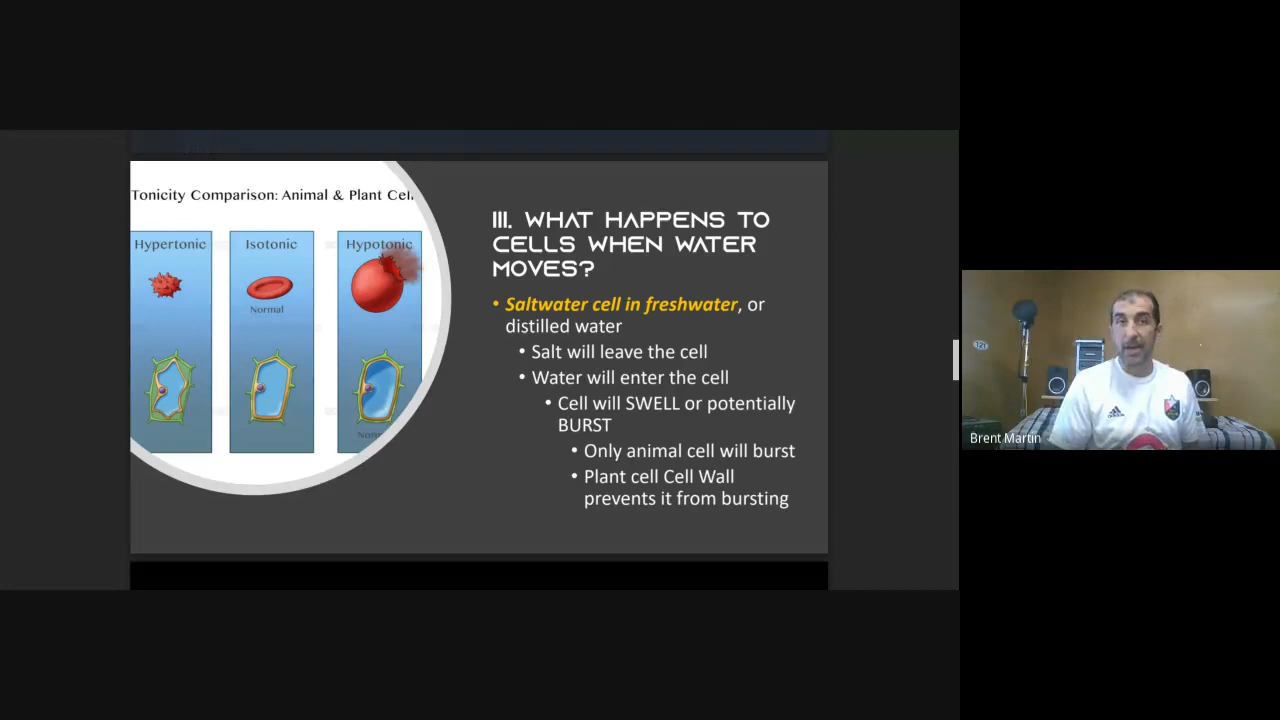 Tonicity Comparison: Animal & Plant Cel
Hypertonic
Isotonic
Hypotonic
Normal
III. WHAT HAPPENS TO
CELLS WHEN WATER
MOVES?
• Saltwater cell in freshwater, or
distilled water
• Salt will leave the cell
• Water will enter the cell
• Cell will SWELL or potentially
BURST
• Only animal cell will burst
• Plant cell Cell Wall
prevents it from bursting
121
Brent Martin